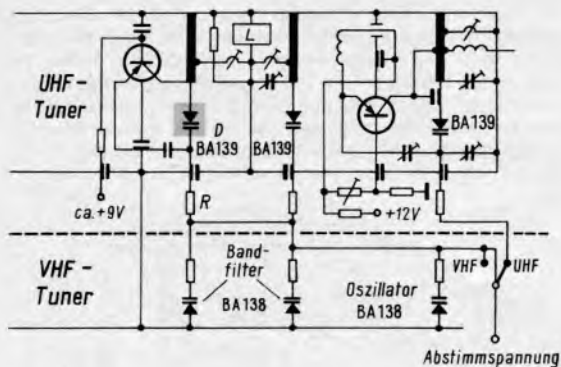 UHF-
Tuner
L
D
BA139
BA139
BA139
ca.+9V
R
+12V
VHF-
Tuner
Band-
filter
BA138
Oszillator
BA138
VHF
UHF
Abstimmspannung